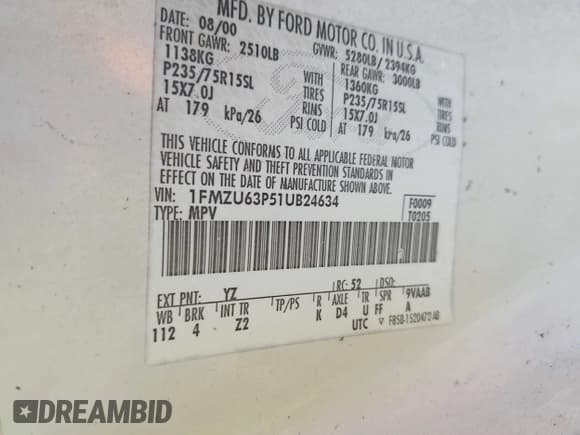 MFD. BY FORD MOTOR CO. IN U.S.A.
DATE: 08/00 GVWR: 5280LB/ 2394KG
FRONT GAWR: 2510LB REAR GAWR: 3000LB
1138KG WITH 1360KG WITH
P235/75R15SL TIRES P235/75R15SL TIRES
15X7.0J RIMS 15X7.0J RIMS
AT 179 kPa/26 PSI COLD AT 179 kPa/26 PSI COLD
THIS VEHICLE CONFORMS TO ALL APPLICABLE FEDERAL MOTOR
VEHICLE SAFETY AND THEFT PREVENTION STANDARDS IN
EFFECT ON THE DATE OF MANUFACTURE SHOWN ABOVE.
VIN: 1FMZU63P51UB24634 F0009
TYPE: MPV T0205
EXT PNT: YZ RC: 52 DSO:
WB BRK INT TR TP/PS R AXLE TR SPR 9VAAB
112 4 Z2 K D4 U FF A
UTC F85B-1520472-AB
DREAMBID